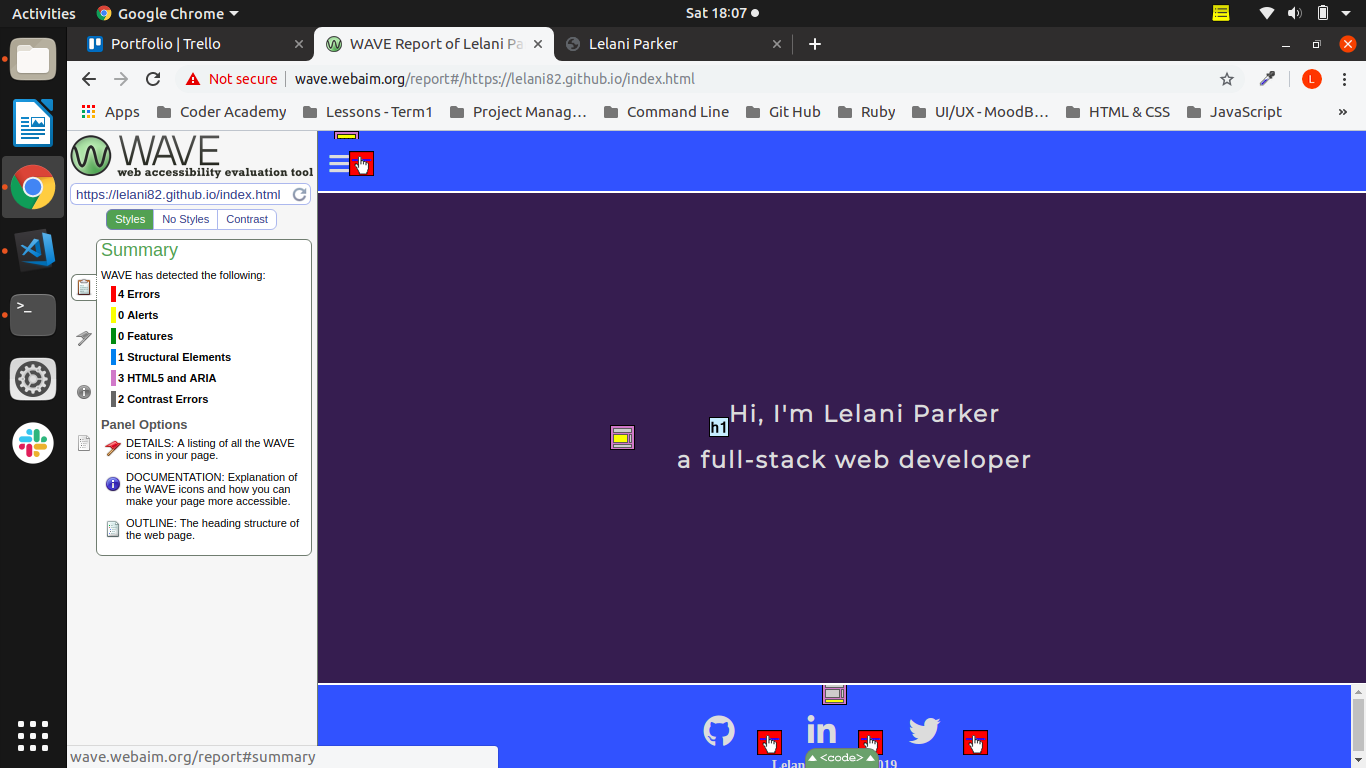 Activities Google Chrome Sat 18:07
Portfolio | Trello WAVE Report of Lelani Pa Lelani Parker
Not secure wave.webaim.org/report#/https://lelani82.github.io/index.html L
Apps Coder Academy Lessons - Term1 Project Manag… Command Line Git Hub Ruby UI/UX - MoodB… HTML & CSS JavaScript »
WAVE
web accessibility evaluation tool
https://lelani82.github.io/index.html
Styles No Styles Contrast
Summary
WAVE has detected the following:
4 Errors
0 Alerts
0 Features
1 Structural Elements
3 HTML5 and ARIA
2 Contrast Errors
Panel Options
DETAILS: A listing of all the WAVE
icons in your page.
DOCUMENTATION: Explanation of
the WAVE icons and how you can
make your page more accessible.
OUTLINE: The heading structure of
the web page.
h1 Hi, I'm Lelani Parker
a full-stack web developer
in
<code>
Lelan 019
wave.webaim.org/report#summary